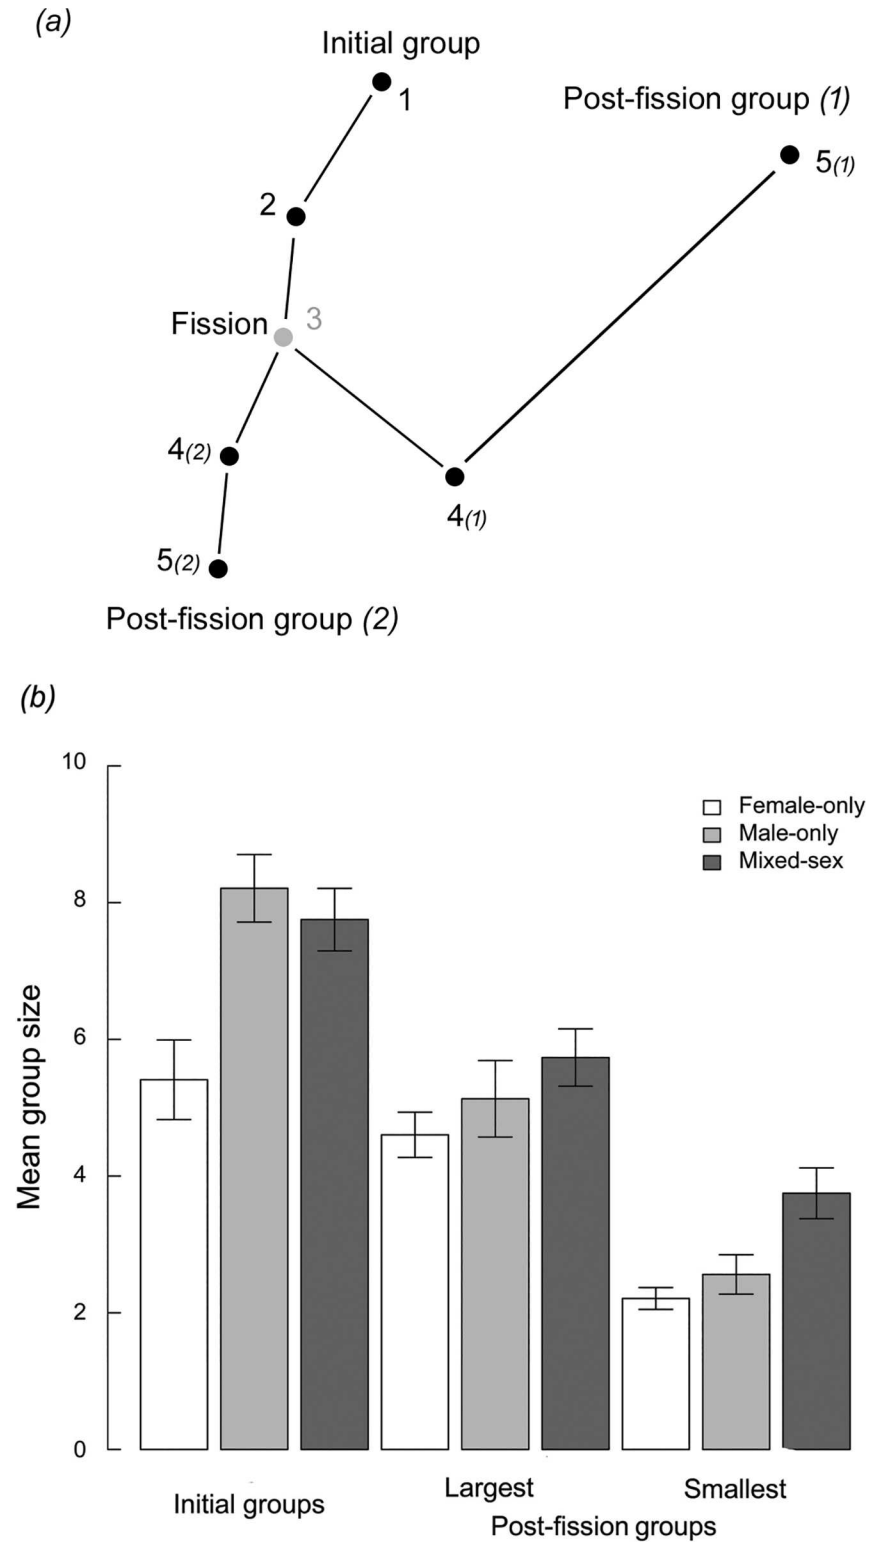 (a)
Initial group
1
Post-fission group (1)
5(1)
2
Fission
3
4(2)
4(1)
5(2)
Post-fission group (2)
(b)
10
8
6
4
2
0
Mean group size
Female-only
Male-only
Mixed-sex
Initial groups
Largest
Smallest
Post-fission groups